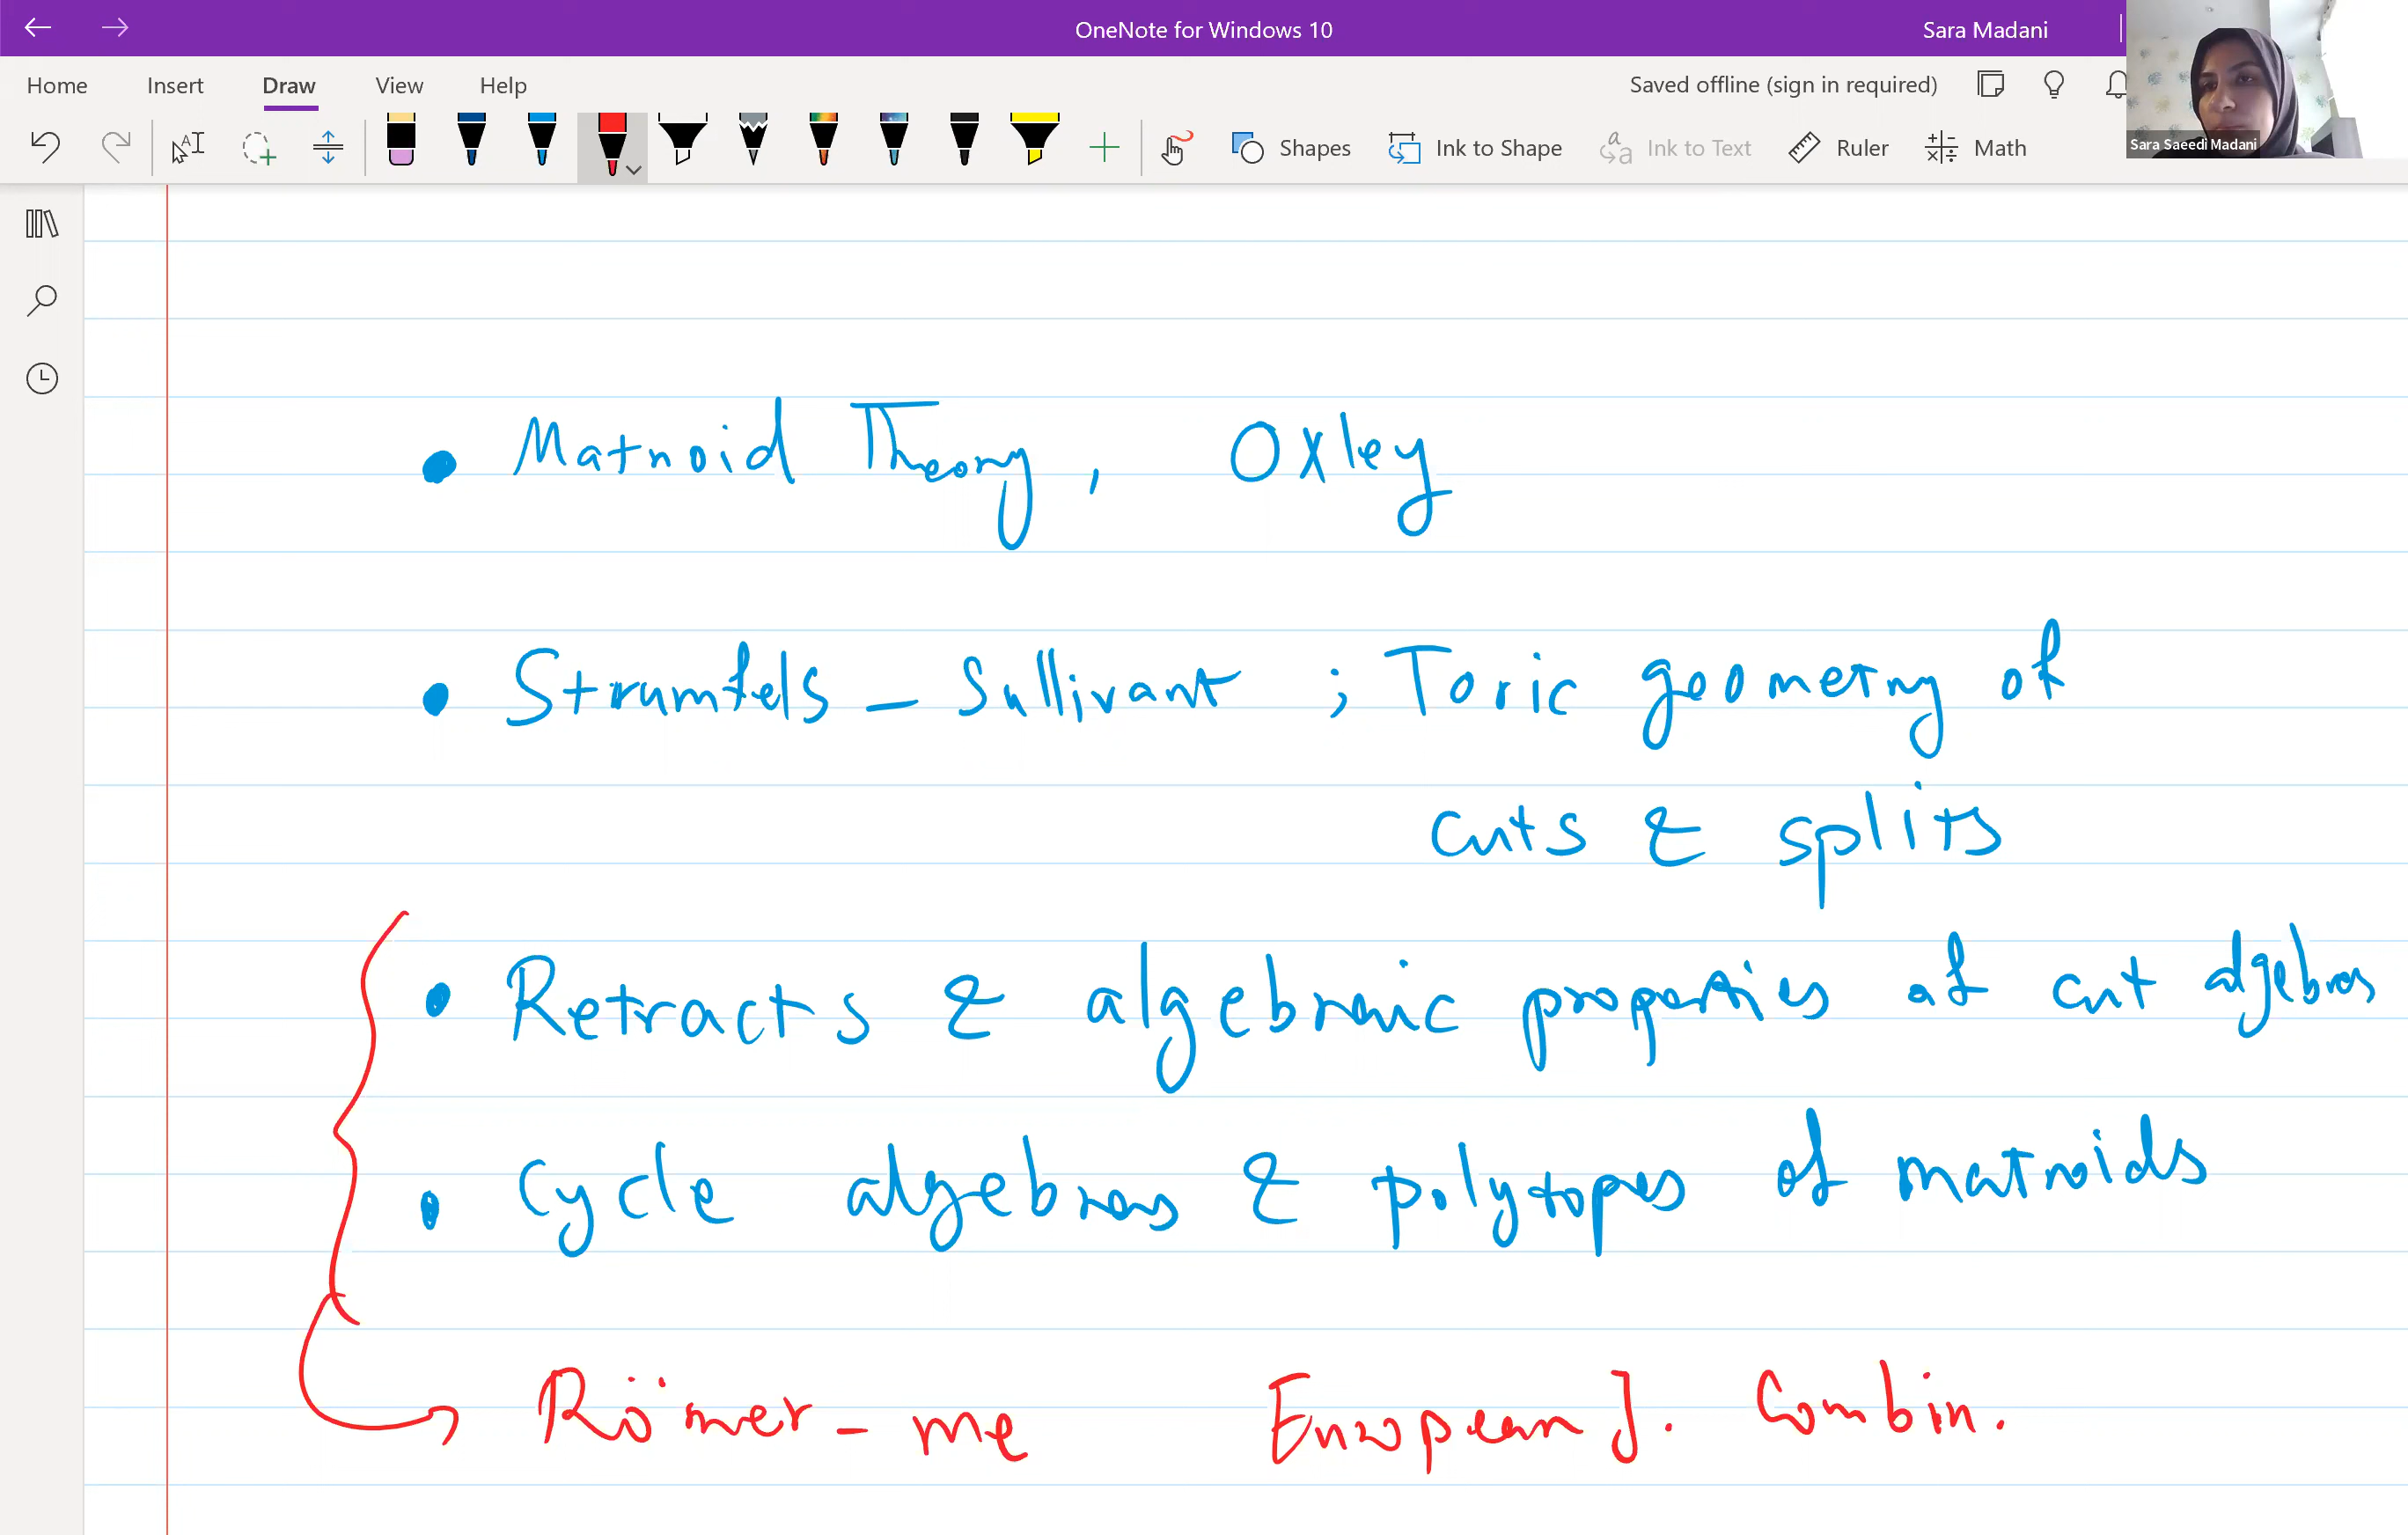 OneNote for Windows 10
Sara Madani
Home Insert Draw View Help
Saved offline (sign in required)
Shapes Ink to Shape Ink to Text Ruler Math
Sara Saeedi Madani
• Matroid Theory, Oxley
• Strumfels - Sullivant ; Toric geometry of
cuts & splits
• Retracts & algebraic properties of cut algebras
• Cycle algebras & polytopes of matroids
Römer - me European J. Combin.